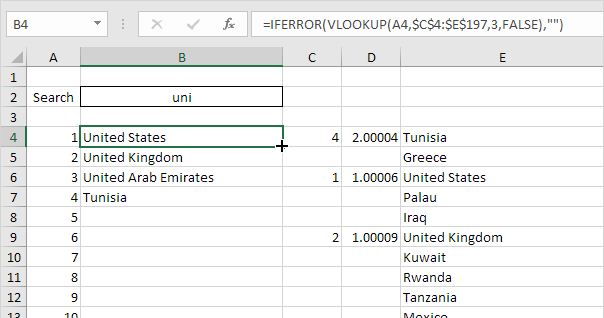 B4 =IFERROR(VLOOKUP(A4,$C$4:$E$197,3,FALSE),"")
A B C D E
1
2 Search uni
3
4 1 United States 4 2.00004 Tunisia
5 2 United Kingdom Greece
6 3 United Arab Emirates 1 1.00006 United States
7 4 Tunisia Palau
8 5 Iraq
9 6 2 1.00009 United Kingdom
10 7 Kuwait
11 8 Rwanda
12 9 Tanzania
13 10 Mexico